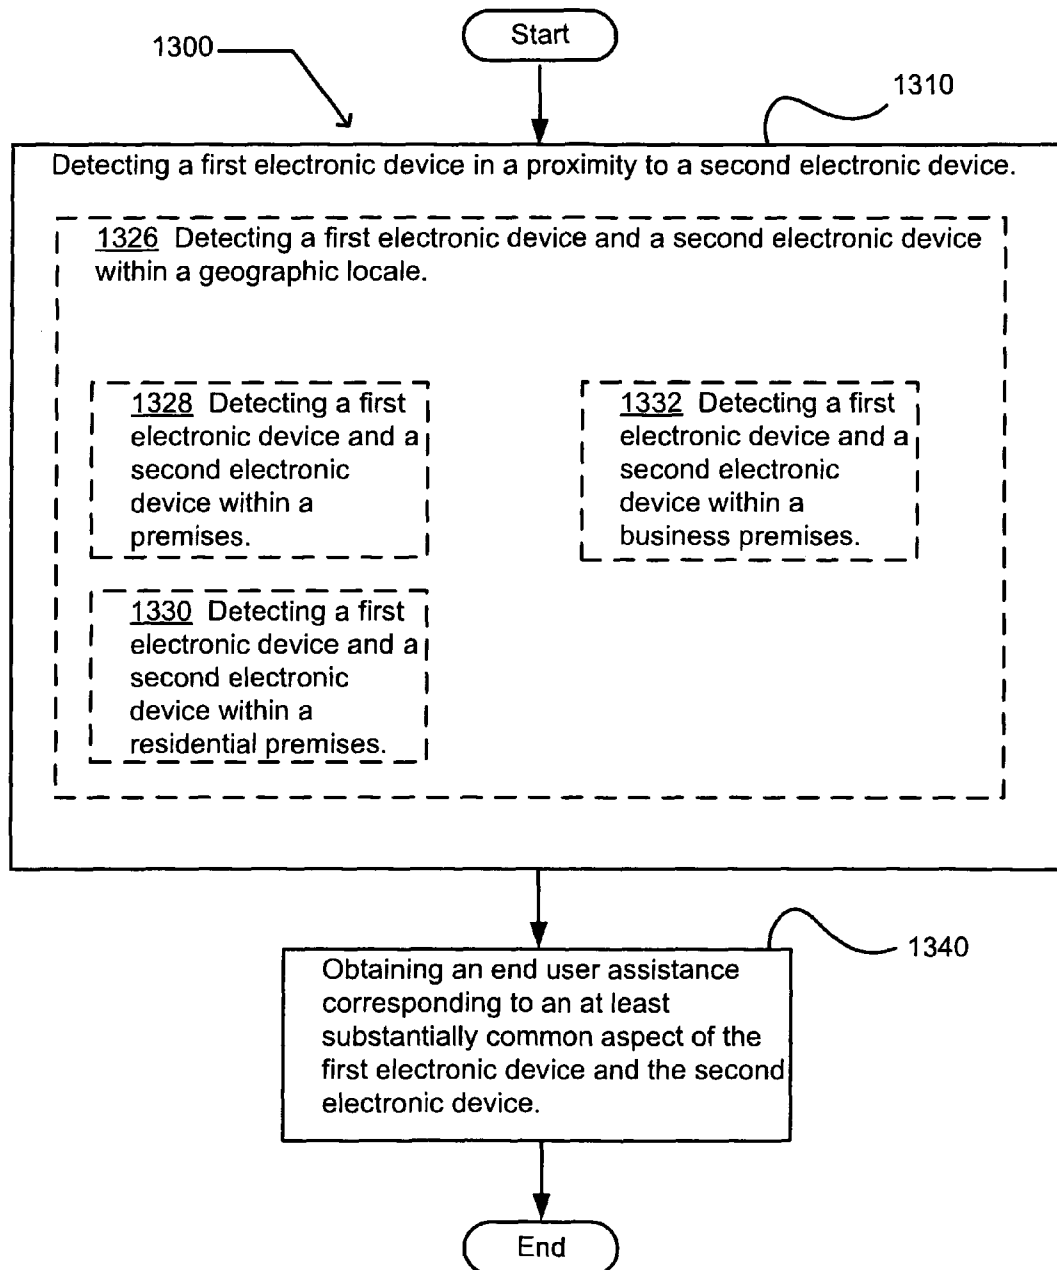 Start
1300
1310
Detecting a first electronic device in a proximity to a second electronic device.
1326 Detecting a first electronic device and a second electronic device
within a geographic locale.
1328 Detecting a first
electronic device and a
second electronic
device within a
premises.
1332 Detecting a first
electronic device and a
second electronic
device within a
business premises.
1330 Detecting a first
electronic device and a
second electronic
device within a
residential premises.
1340
Obtaining an end user assistance
corresponding to an at least
substantially common aspect of the
first electronic device and the second
electronic device.
End